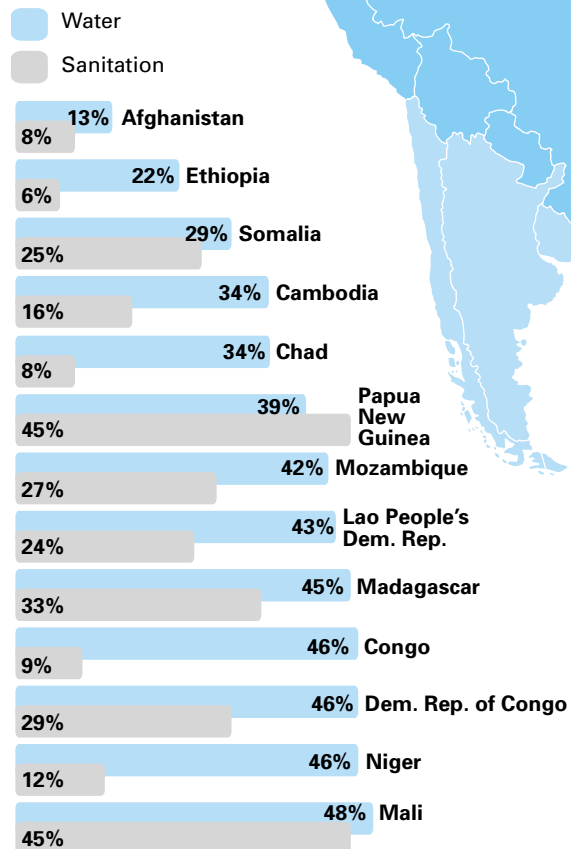 Water
Sanitation
13% Afghanistan
8%
22% Ethiopia
6%
29% Somalia
25%
34% Cambodia
16%
34% Chad
8%
39% Papua
New
Guinea
45%
42% Mozambique
27%
43% Lao People's
Dem. Rep.
24%
45% Madagascar
33%
46% Congo
9%
46% Dem. Rep. of Congo
29%
46% Niger
12%
48% Mali
45%